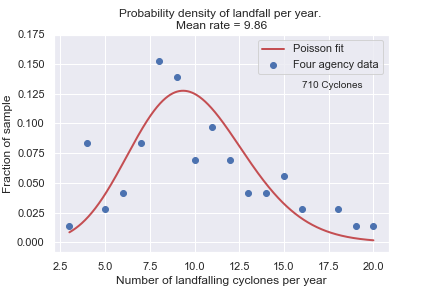 Probability density of landfall per year.
Mean rate = 9.86
Poisson fit
Four agency data
710 Cyclones
Fraction of sample
0.175
0.150
0.125
0.100
0.075
0.050
0.025
0.000
2.5 5.0 7.5 10.0 12.5 15.0 17.5 20.0
Number of landfalling cyclones per year